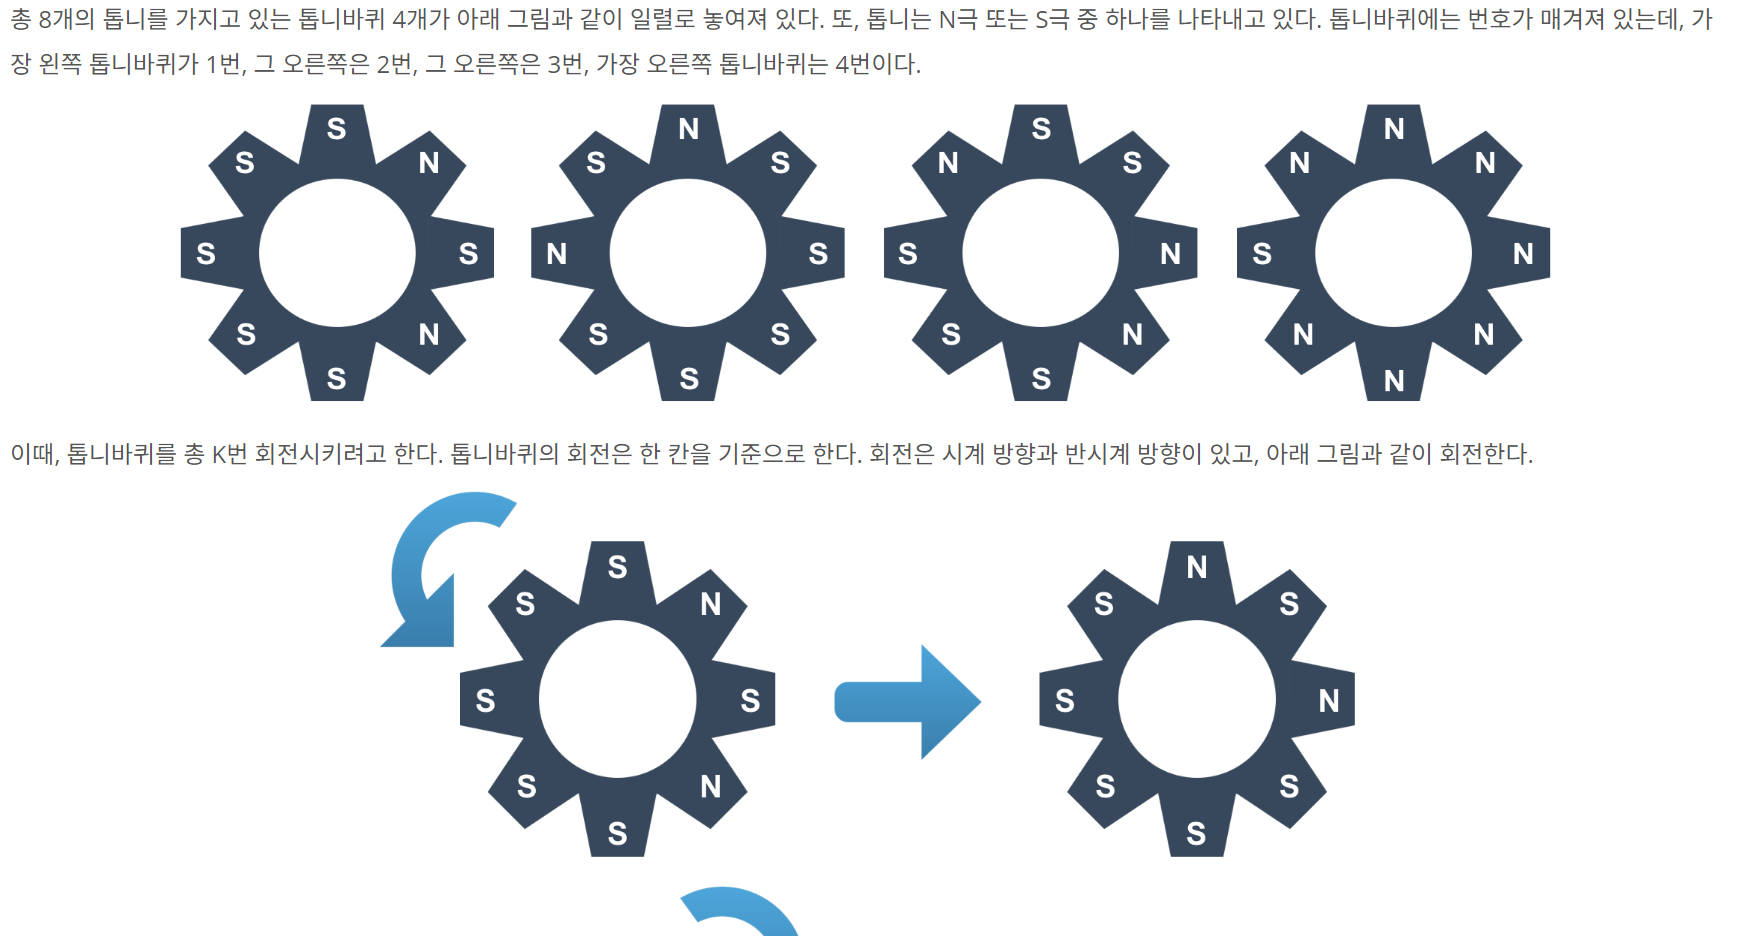 총 8개의 톱니를 가지고 있는 톱니바퀴 4개가 아래 그림과 같이 일렬로 놓여져 있다. 또, 톱니는 N극 또는 S극 중 하나를 나타내고 있다. 톱니바퀴에는 번호가 매겨져 있는데, 가
장 왼쪽 톱니바퀴가 1번, 그 오른쪽은 2번, 그 오른쪽은 3번, 가장 오른쪽 톱니바퀴는 4번이다.
S N S N
S N S S N S N N
S S N S S N S N
S N S S S N N N
S S S N
이때, 톱니바퀴를 총 K번 회전시키려고 한다. 톱니바퀴의 회전은 한 칸을 기준으로 한다. 회전은 시계 방향과 반시계 방향이 있고, 아래 그림과 같이 회전한다.
S N
S N S S
S S S N
S N S S
S S